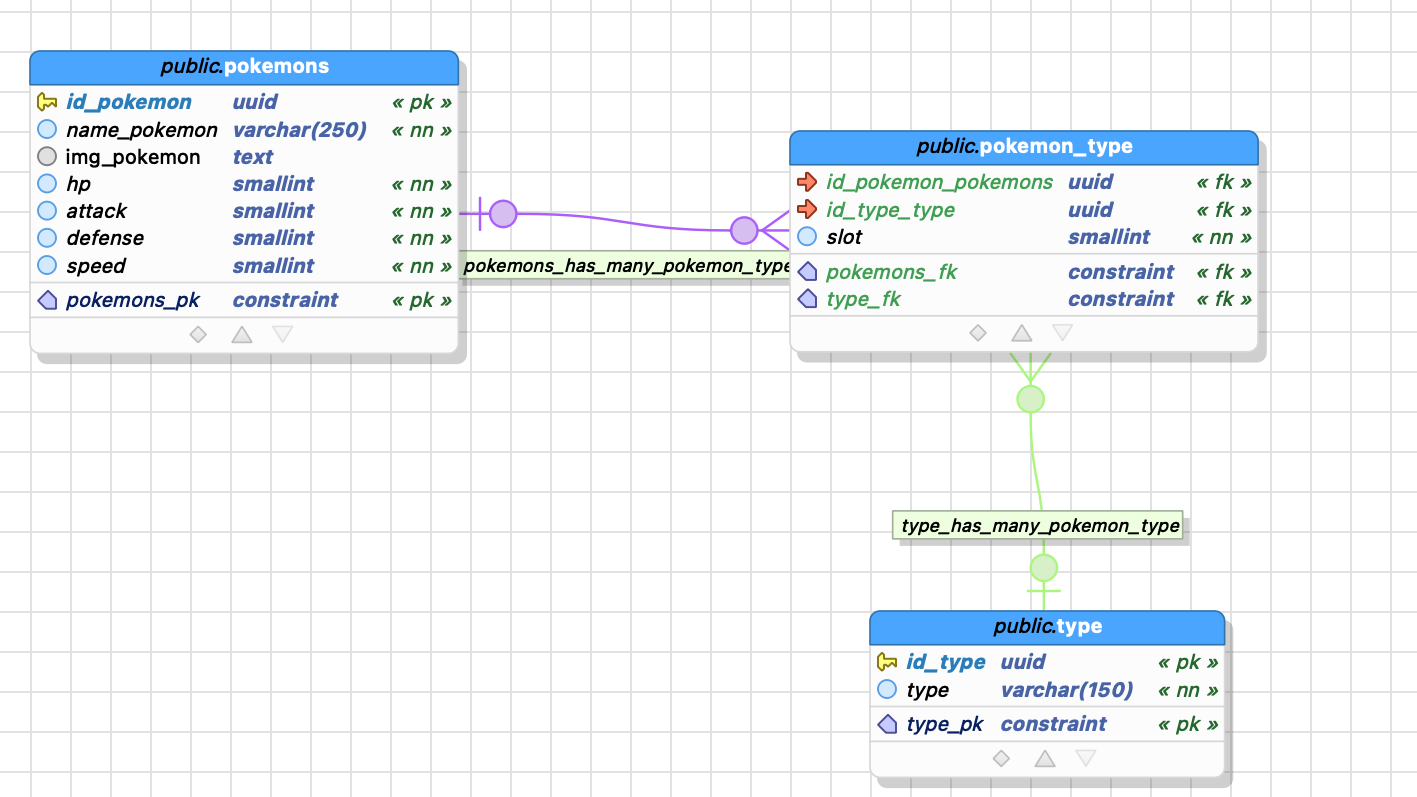 public.pokemons
id_pokemon uuid « pk »
name_pokemon varchar(250) « nn »
img_pokemon text
hp smallint « nn »
attack smallint « nn »
defense smallint « nn »
speed smallint « nn »
pokemons_pk constraint « pk »
pokemons_has_many_pokemon_type
public.pokemon_type
id_pokemon_pokemons uuid « fk »
id_type_type uuid « fk »
slot smallint « nn »
pokemons_fk constraint « fk »
type_fk constraint « fk »
type_has_many_pokemon_type
public.type
id_type uuid « pk »
type varchar(150) « nn »
type_pk constraint « pk »